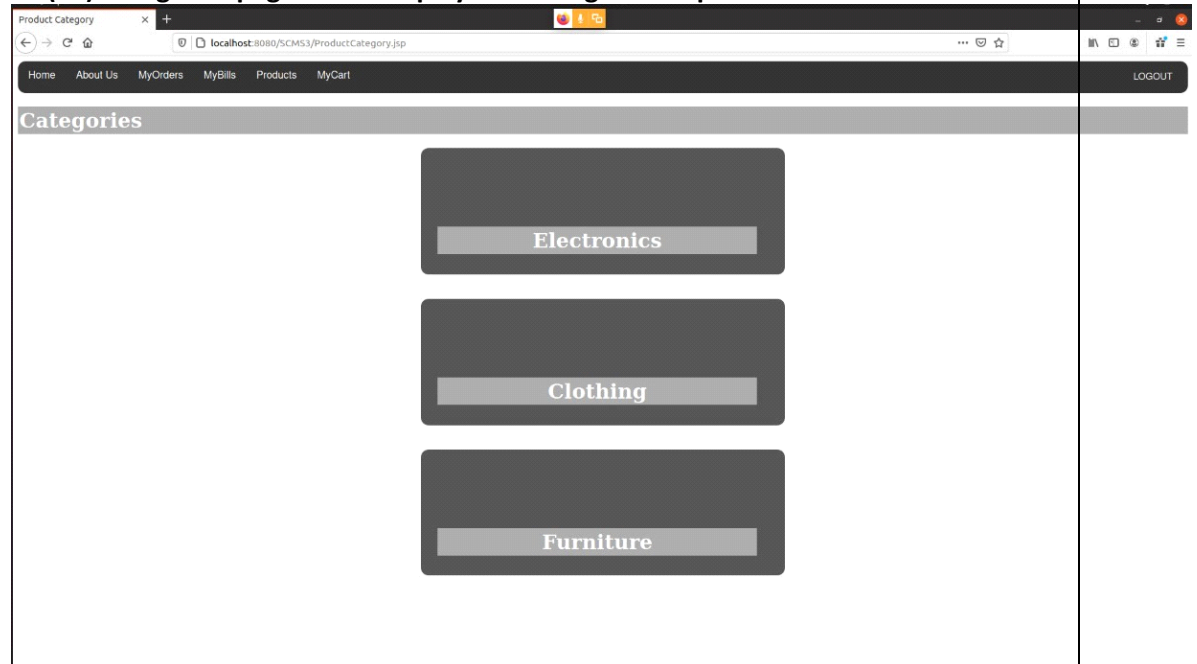 Product Category
localhost:8080/SCMS3/ProductCategory.jsp
Home About Us MyOrders MyBills Products MyCart LOGOUT
Categories
Electronics
Clothing
Furniture